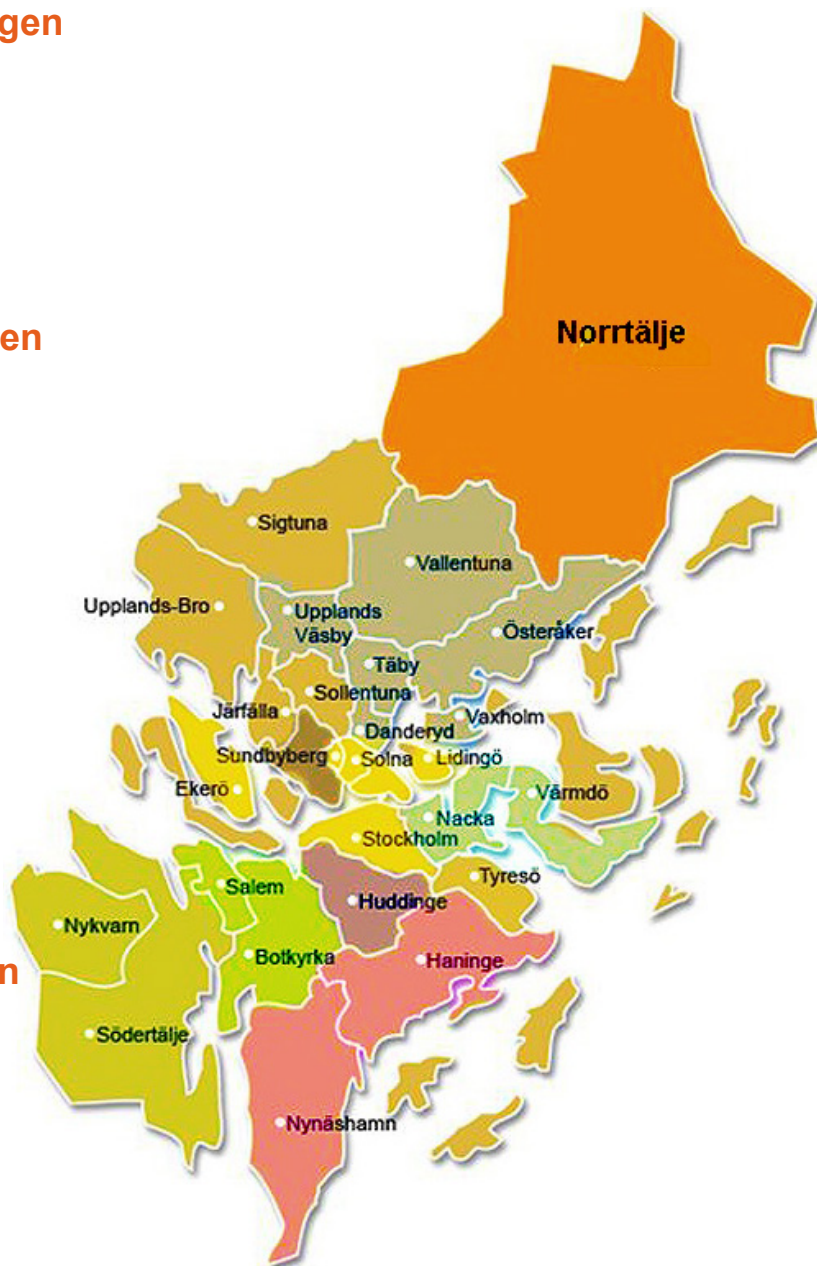 gen
en
Norrtälje
Sigtuna
Vallentuna
Upplands-Bro
Upplands
Väsby
Österåker
Täby
Sollentuna
Järfälla
Vaxholm
Danderyd
Sundbyberg
Solna
Lidingö
Ekerö
Värmdö
Nacka
Stockholm
Tyresö
Salem
Huddinge
Nykvarn
Botkyrka
Haninge
n
Södertälje
Nynäshamn